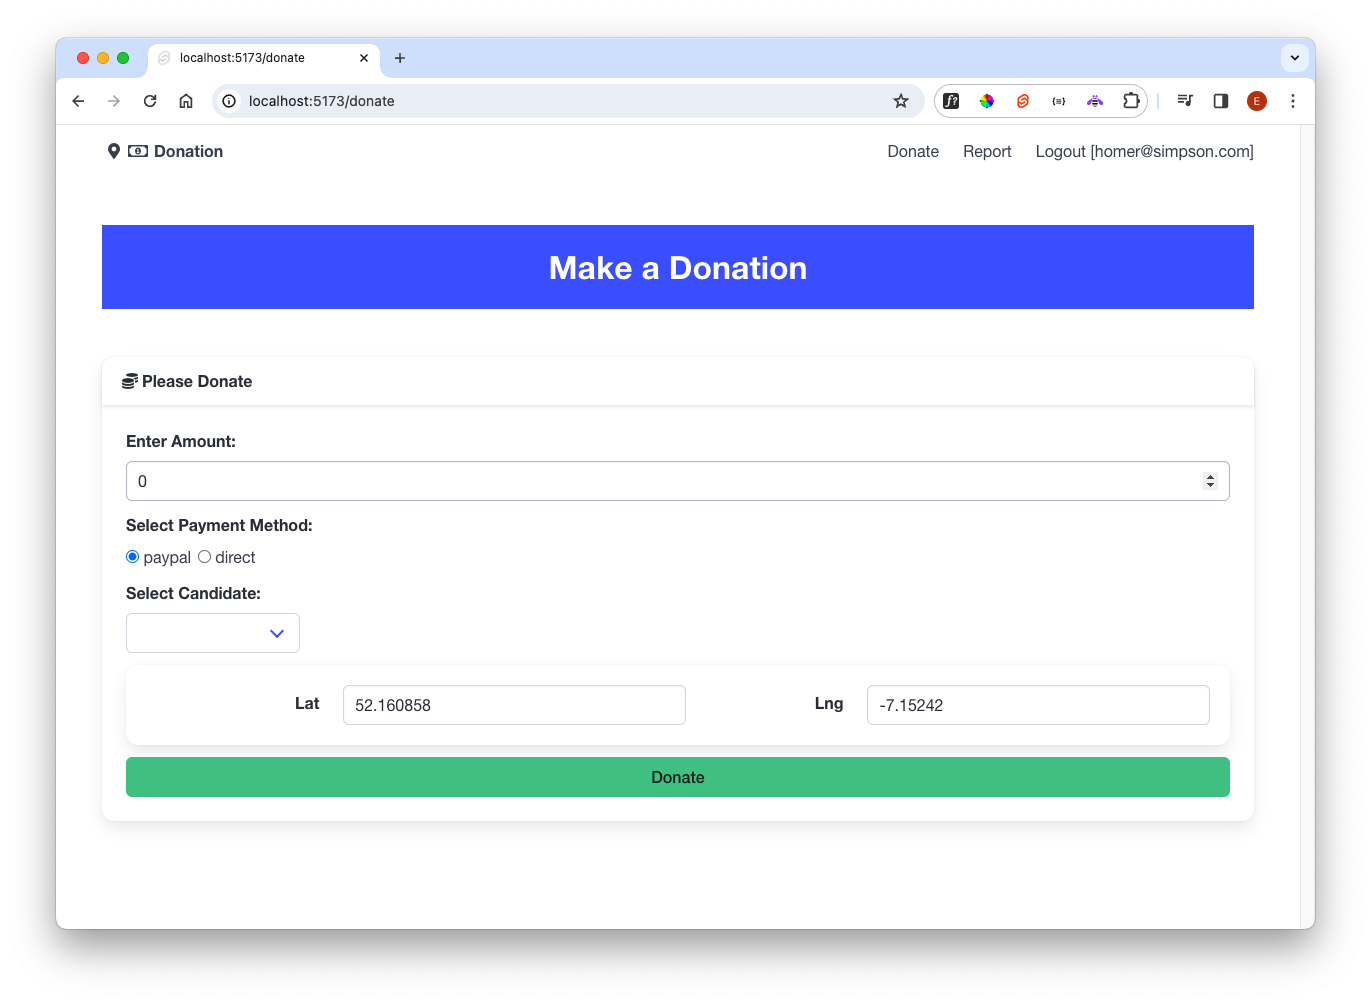 localhost:5173/donate
localhost:5173/donate
f?
{≡}
E
Donation
Donate Report Logout [homer@simpson.com]
Make a Donation
Please Donate
Enter Amount:
0
Select Payment Method:
paypal direct
Select Candidate:
Lat 52.160858 Lng -7.15242
Donate